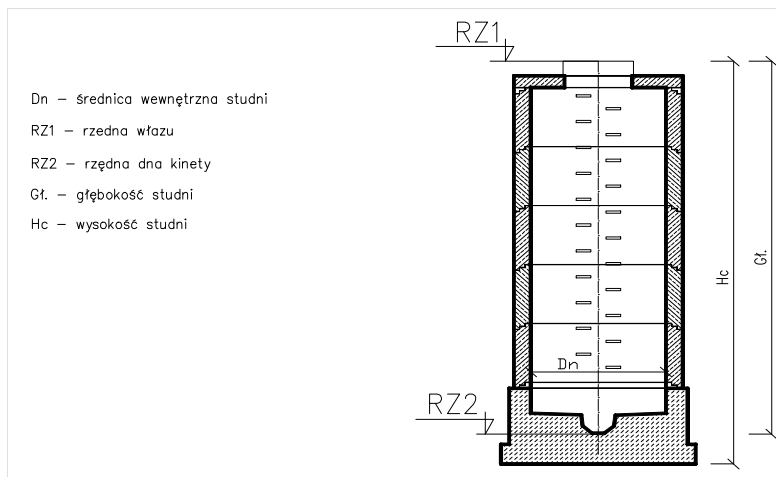 RZ1
Dn – średnica wewnętrzna studni
RZ1 – rzedna włazu
RZ2 – rzędna dna kinety
Gł. – głębokość studni
Hc – wysokość studni
Gł.
Hc
Dn
RZ2